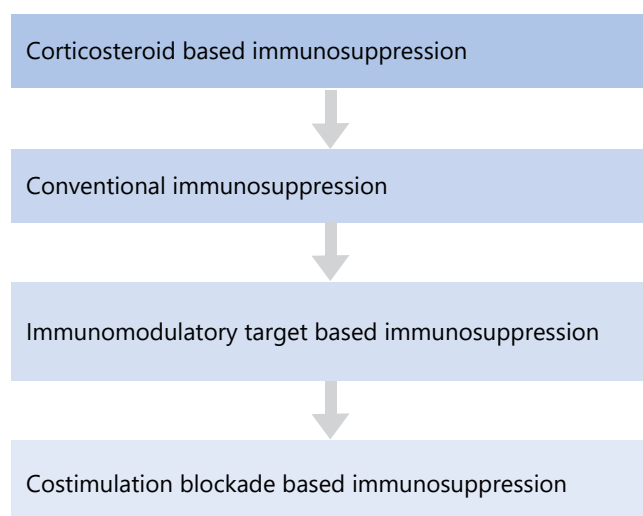 Corticosteroid based immunosuppression
Conventional immunosuppression
Immunomodulatory target based immunosuppression
Costimulation blockade based immunosuppression